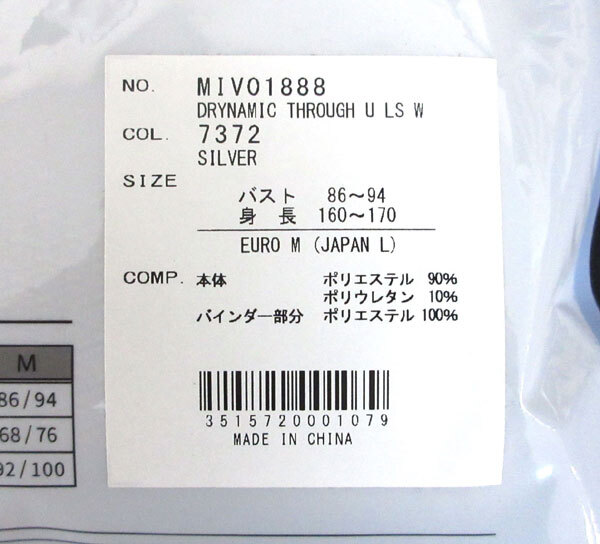 NO. MIV01888
DRYNAMIC THROUGH U LS W
COL. 7372
SILVER
SIZE
バスト 86～94
身 長 160～170
EURO M (JAPAN L)
COMP. 本体 ポリエステル 90%
ポリウレタン 10%
バインダー部分 ポリエステル 100%
3515720001079
MADE IN CHINA
M
86/94
68/76
92/100